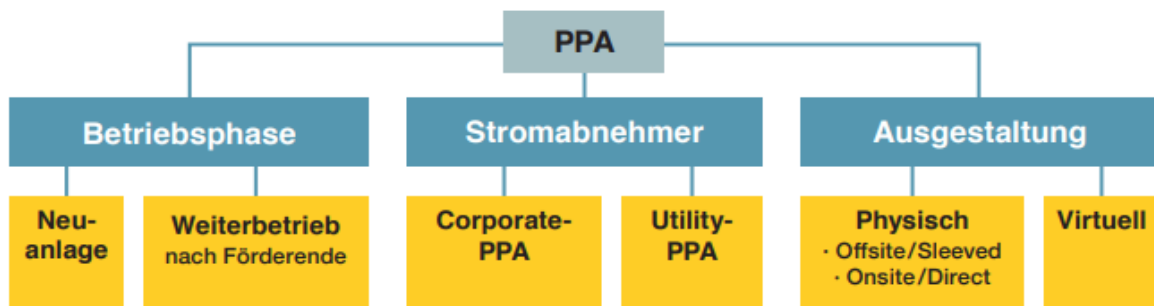 PPA
Betriebsphase
Stromabnehmer
Ausgestaltung
Neu-
anlage
Weiterbetrieb
nach Förderende
Corporate-
PPA
Utility-
PPA
Physisch
· Offsite/Sleeved
· Onsite/Direct
Virtuell